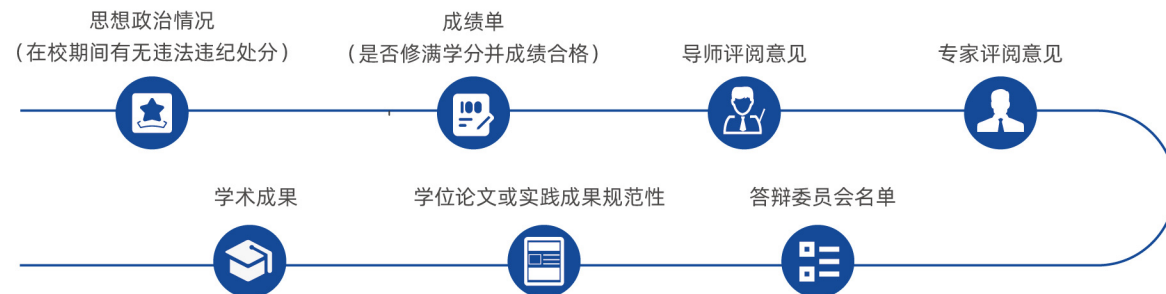 思想政治情况
（在校期间有无违法违纪处分）
成绩单
（是否修满学分并成绩合格）
导师评阅意见
专家评阅意见
100
学术成果
学位论文或实践成果规范性
答辩委员会名单